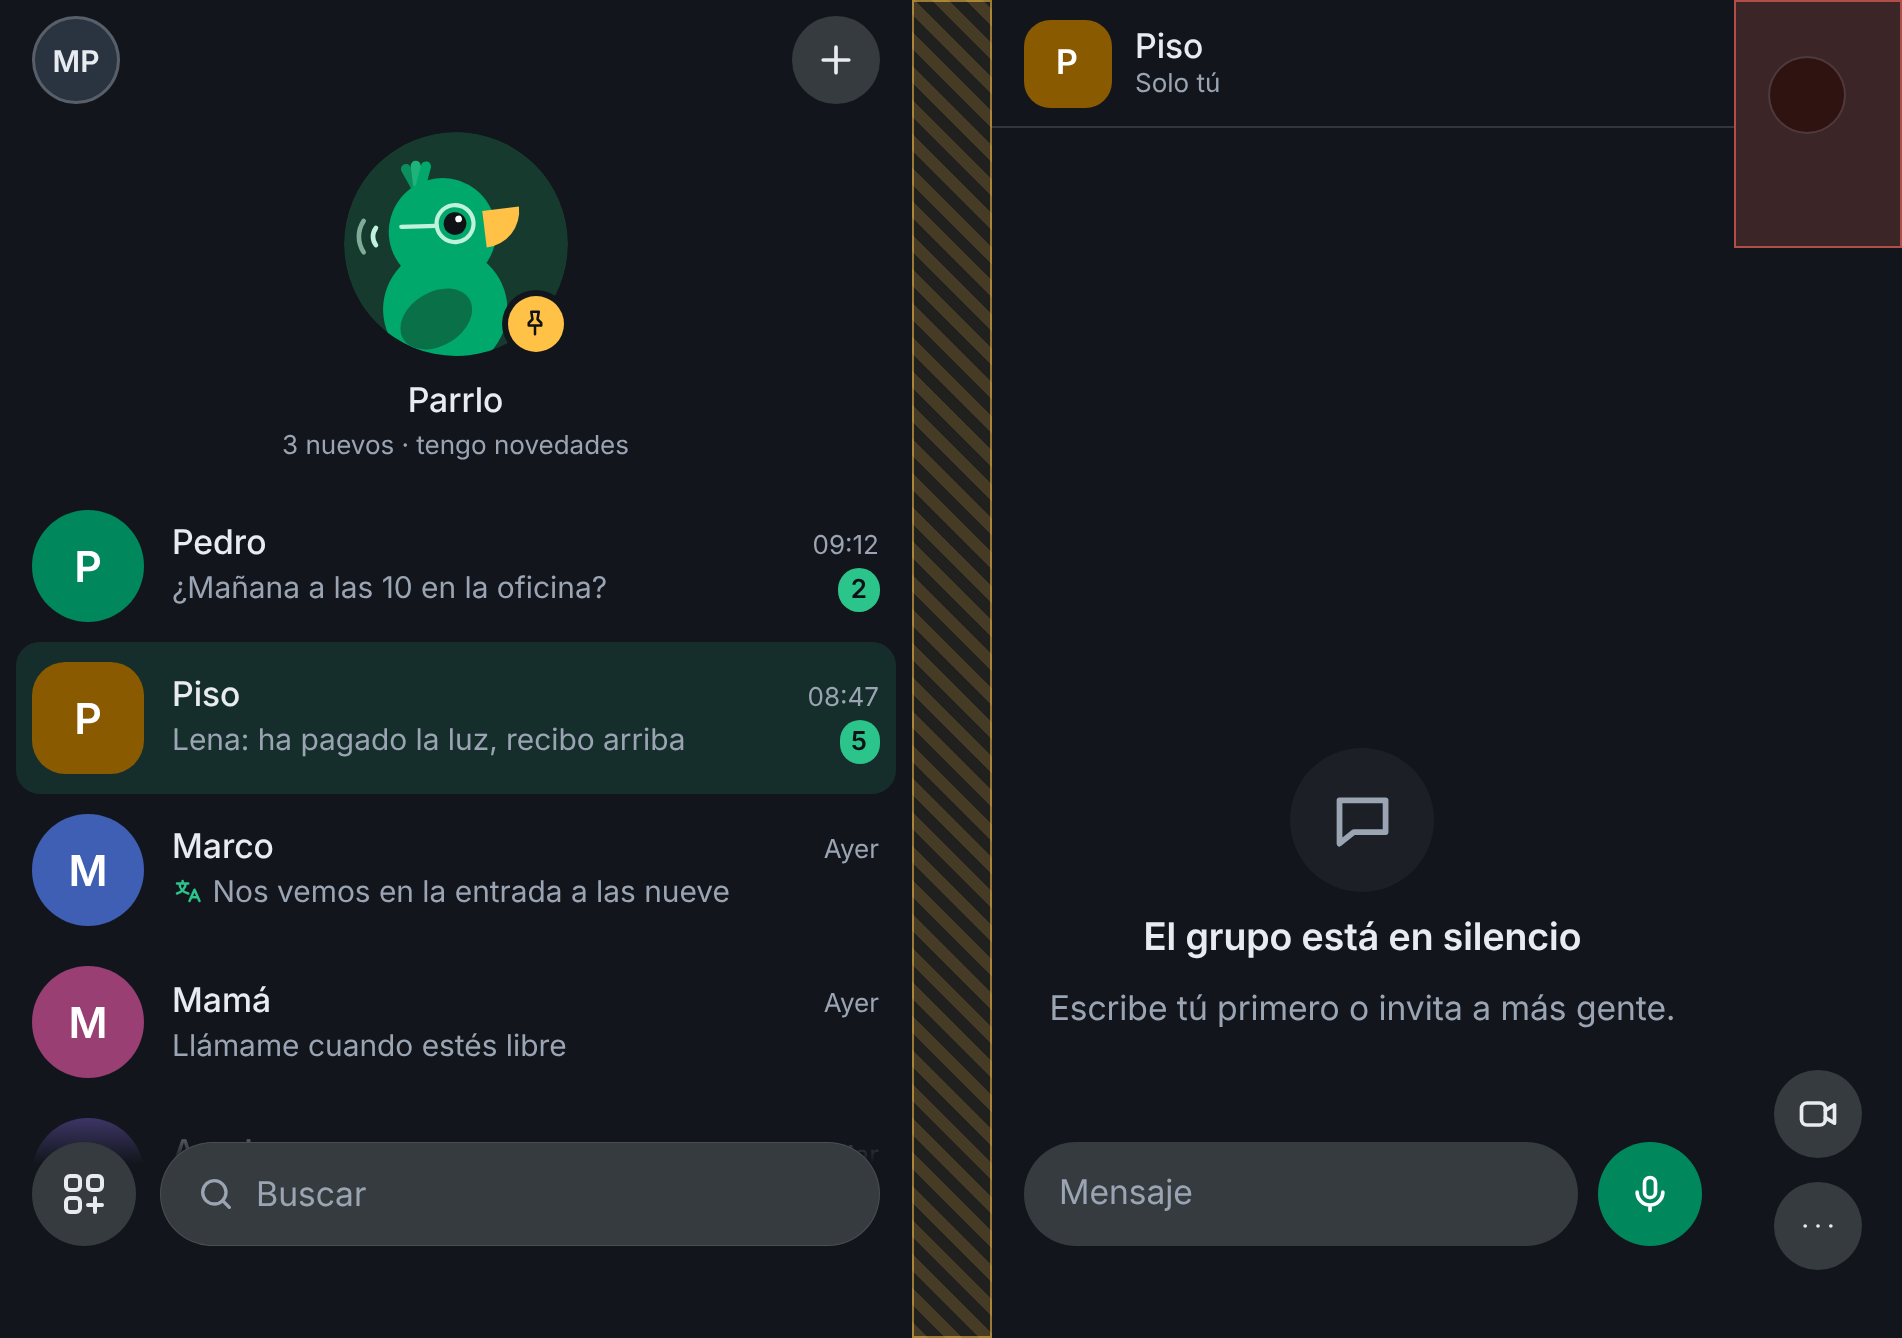 MP
Parrlo
3 nuevos · tengo novedades
P
Pedro
09:12
¿Mañana a las 10 en la oficina?
2
P
Piso
08:47
Lena: ha pagado la luz, recibo arriba
5
M
Marco
Ayer
Nos vemos en la entrada a las nueve
M
Mamá
Ayer
Llámame cuando estés libre
Buscar
P
Piso
Solo tú
El grupo está en silencio
Escribe tú primero o invita a más gente.
Mensaje